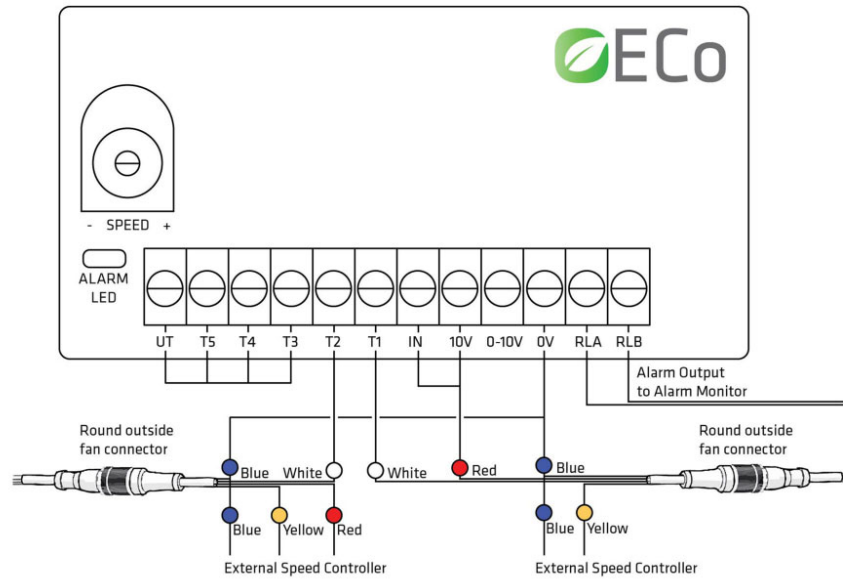 ECo
- SPEED +
ALARM
LED
UT T5 T4 T3 T2 T1 IN 10V 0-10V 0V RLA RLB
Alarm Output
to Alarm Monitor
Round outside
fan connector
Round outside
fan connector
Blue White White Red Blue
Blue Yellow Red Blue Yellow
External Speed Controller External Speed Controller